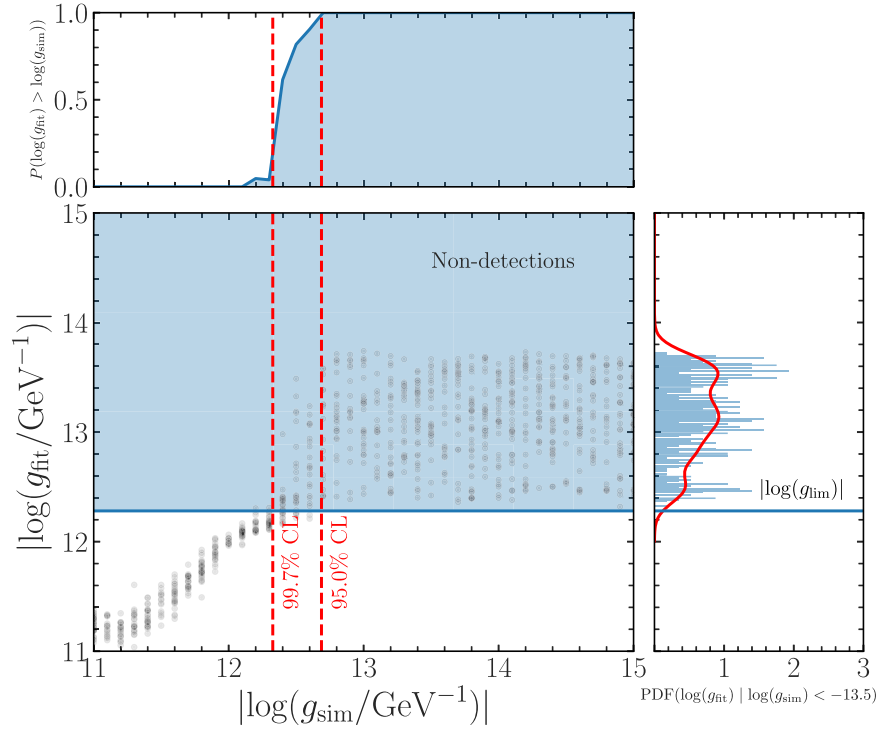 P(log(g_fit) > log(g_sim))
1.0
0.5
0.0
15
14
13
12
11
|log(g_fit/GeV⁻¹)|
Non-detections
99.7% CL
95.0% CL
11 12 13 14 15
|log(g_sim/GeV⁻¹)|
|log(g_lim)|
0 1 2 3
PDF(log(g_fit) | log(g_sim) < −13.5)